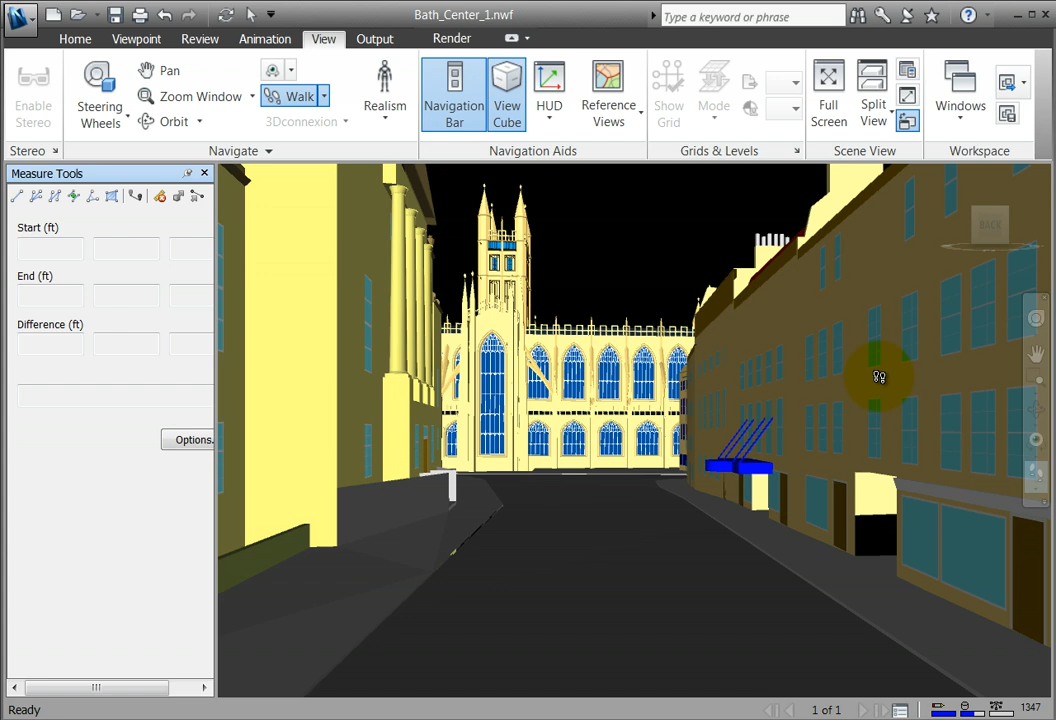 Bath_Center_1.nwf
Type a keyword or phrase
Home Viewpoint Review Animation View Output Render
Enable Stereo
Steering Wheels
Pan
Zoom Window
Orbit
Walk
3Dconnexion
Realism
Navigation Bar
View Cube
HUD
Reference Views
Show Grid
Mode
Full Screen
Split View
Windows
Stereo Navigate Navigation Aids Grids & Levels Scene View Workspace
Measure Tools
Start (ft)
End (ft)
Difference (ft)
Options.
BACK
Ready
1 of 1
1347